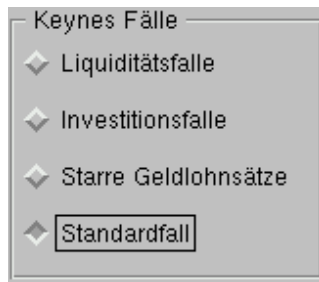 Keynes Fälle
Liquiditätsfalle
Investitionsfalle
Starre Geldlohnsätze
Standardfall